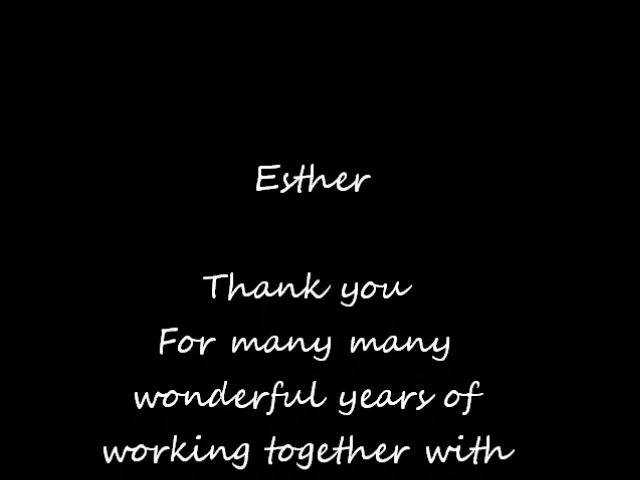 Esther
Thank you
For many many
wonderful years of
working together with